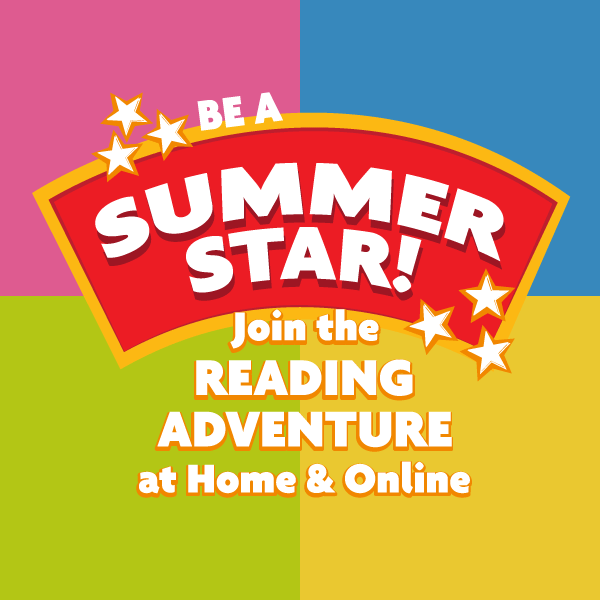 BE A
SUMMER
STAR!
Join the
READING
ADVENTURE
at Home & Online